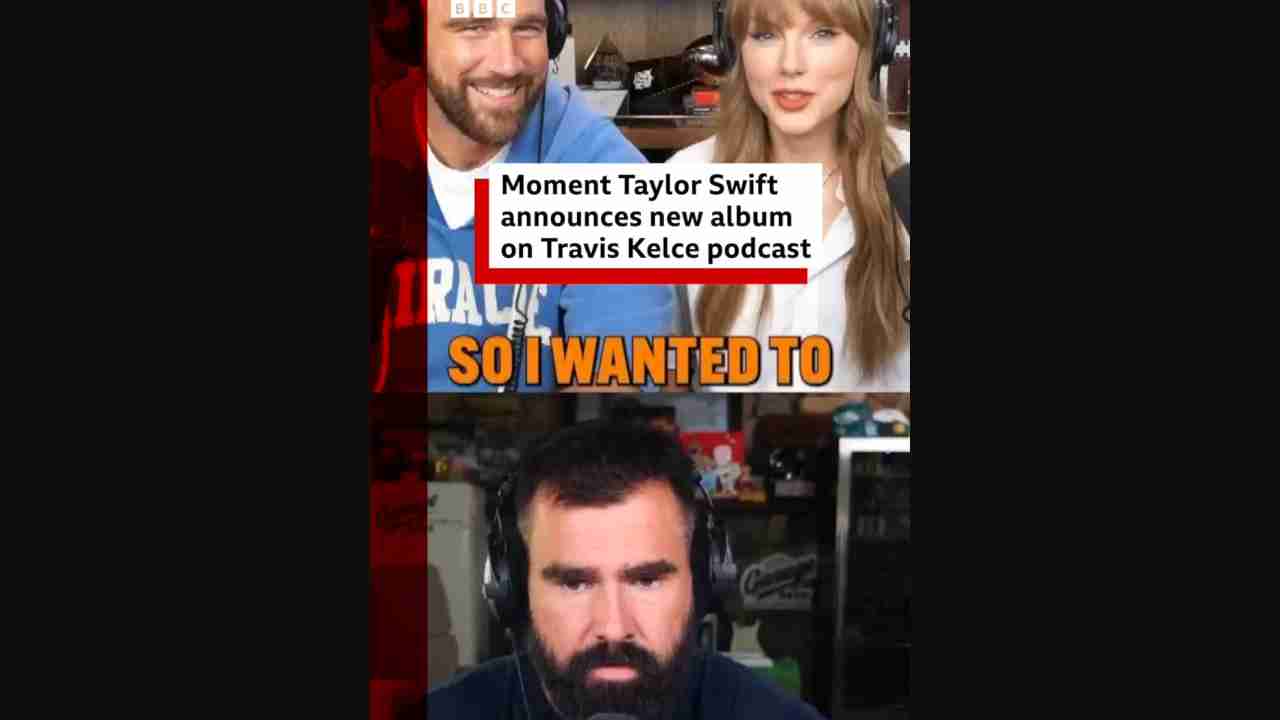 BBC
Moment Taylor Swift
announces new album
on Travis Kelce podcast
SO I WANTED TO